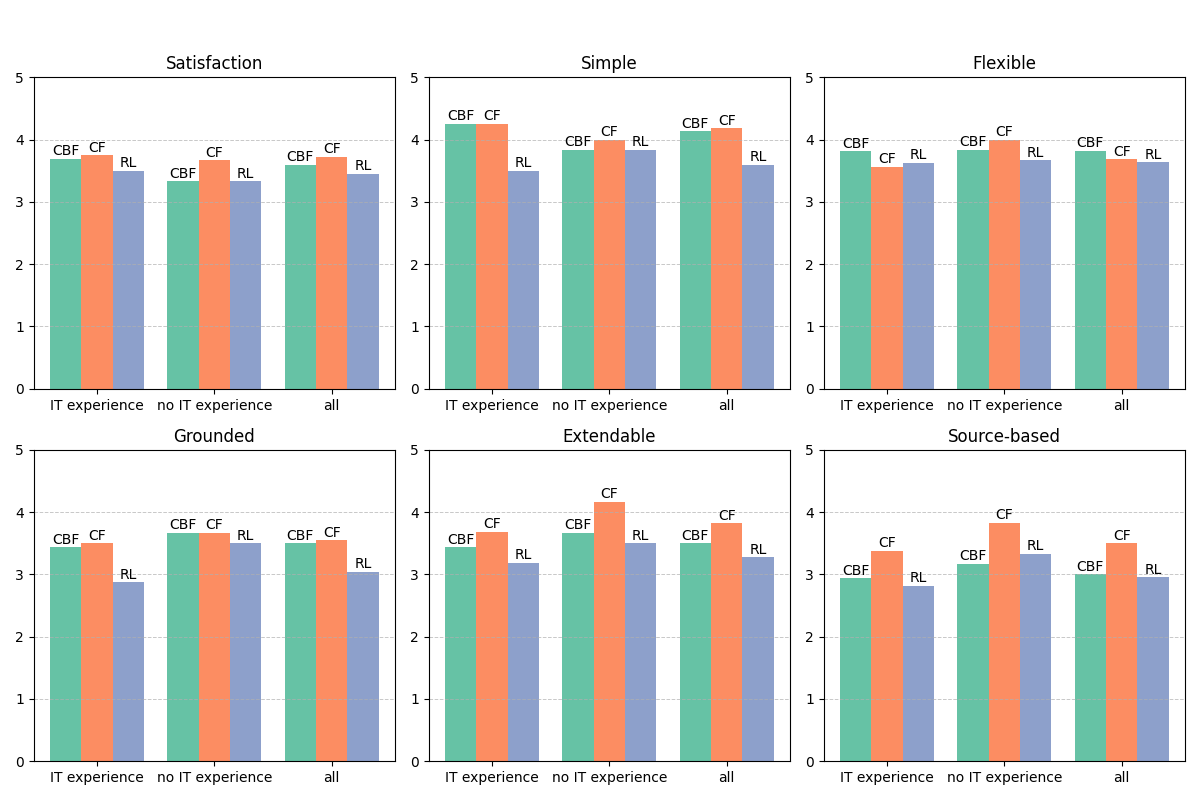 Satisfaction
5
4
3
2
1
0
CBF CF RL
CBF CF RL
CBF CF RL
IT experience no IT experience all
Simple
5
4
3
2
1
0
CBF CF RL
CBF CF RL
CBF CF RL
IT experience no IT experience all
Flexible
5
4
3
2
1
0
CBF CF RL
CBF CF RL
CBF CF RL
IT experience no IT experience all
Grounded
5
4
3
2
1
0
CBF CF RL
CBF CF RL
CBF CF RL
IT experience no IT experience all
Extendable
5
4
3
2
1
0
CBF CF RL
CBF CF RL
CBF CF RL
IT experience no IT experience all
Source-based
5
4
3
2
1
0
CBF CF RL
CBF CF RL
CBF CF RL
IT experience no IT experience all